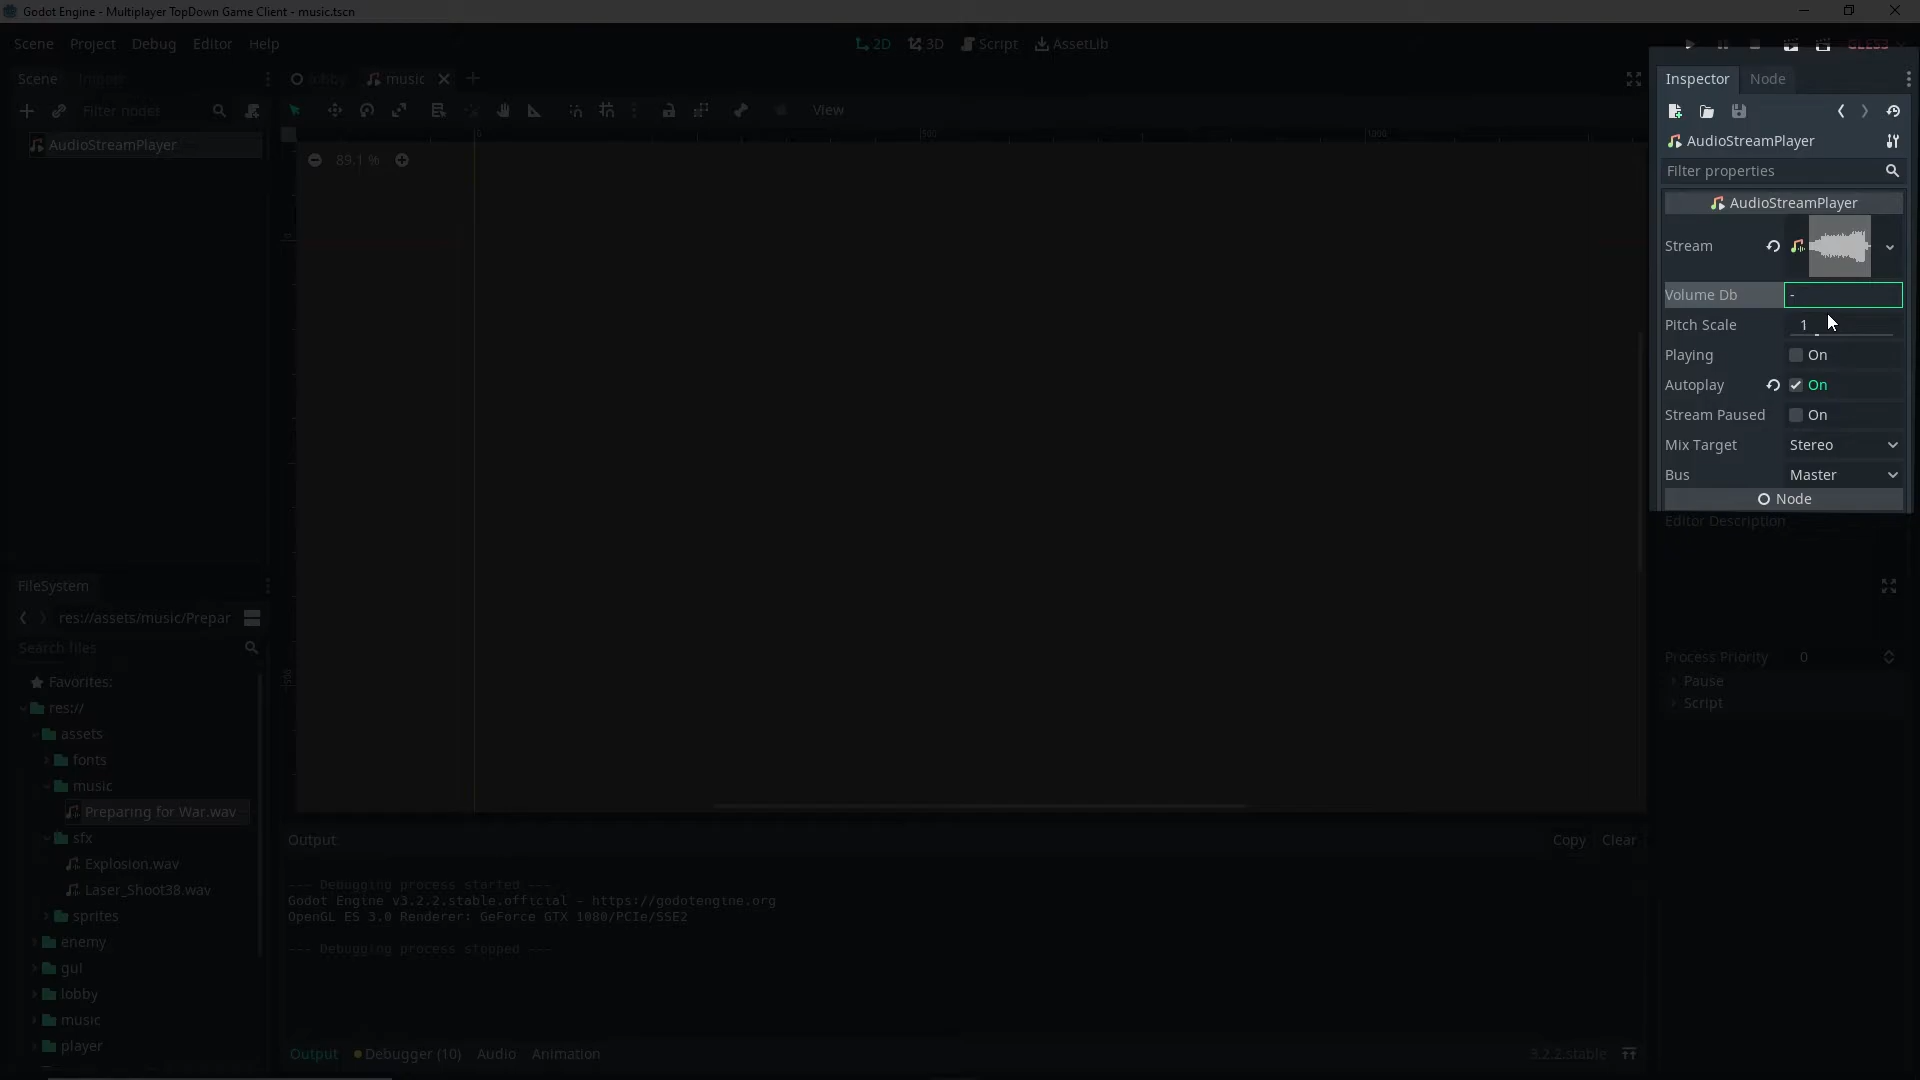 Godot Engine - Multiplayer TopDown Game Client - music.tscn
Scene Project Debug Editor Help
2D 3D Script AssetLib
GLES3
Scene Import
lobby music
Filter nodes
View
AudioStreamPlayer
0 500 1000
89.1 %
500
Inspector Node
AudioStreamPlayer
Filter properties
AudioStreamPlayer
Stream
Volume Db -
Pitch Scale 1
Playing On
Autoplay On
Stream Paused On
Mix Target Stereo
Bus Master
Node
Editor Description
Process Priority 0
Pause
Script
FileSystem
res://assets/music/Prepar
Search files
Favorites:
res://
assets
fonts
music
Preparing for War.wav
sfx
Explosion.wav
Laser_Shoot38.wav
sprites
enemy
gui
lobby
music
player
Output: Copy Clear
--- Debugging process started ---
Godot Engine v3.2.2.stable.official - https://godotengine.org
OpenGL ES 3.0 Renderer: GeForce GTX 1080/PCIe/SSE2
--- Debugging process stopped ---
Output Debugger (10) Audio Animation 3.2.2.stable